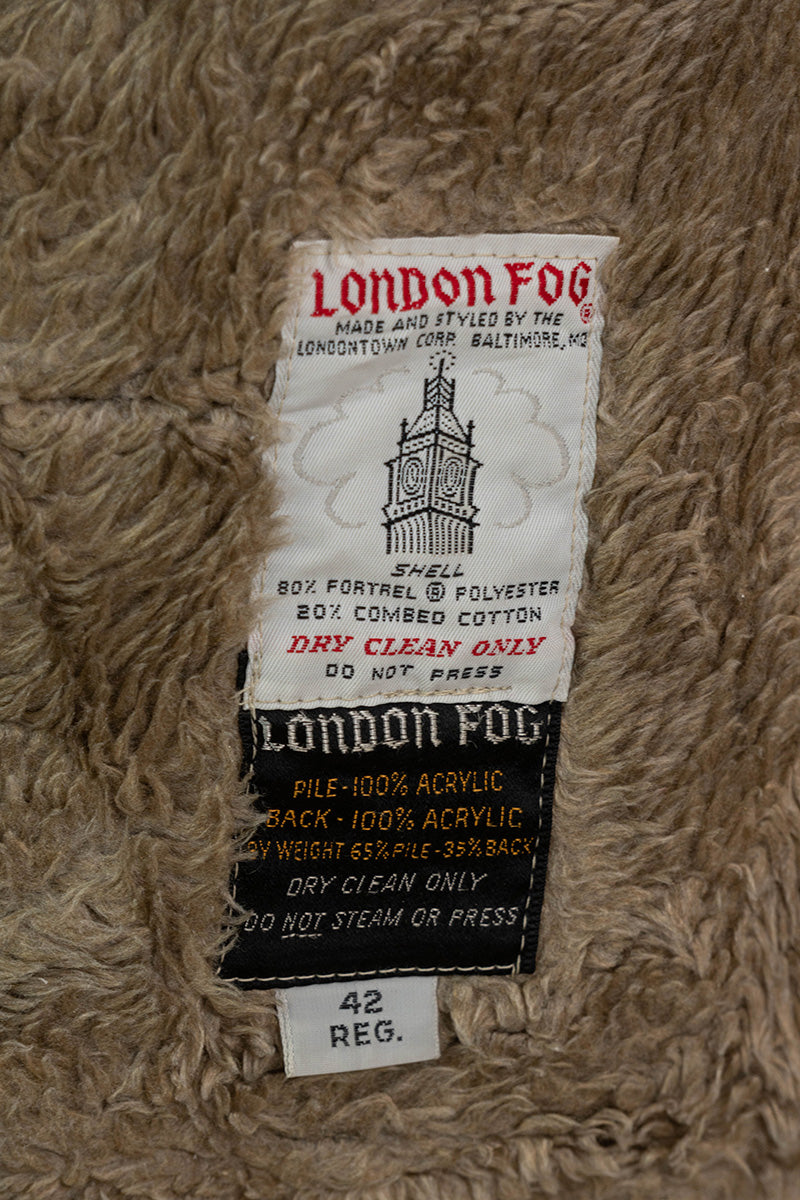 LONDON FOG®
MADE AND STYLED BY THE
LONDONTOWN CORP. BALTIMORE, MD
SHELL
80% FORTREL ® POLYESTER
20% COMBED COTTON
DRY CLEAN ONLY
DO NOT PRESS
LONDON FOG
PILE-100% ACRYLIC
BACK - 100% ACRYLIC
BY WEIGHT 65% PILE - 35% BACK
DRY CLEAN ONLY
DO NOT STEAM OR PRESS
42
REG.